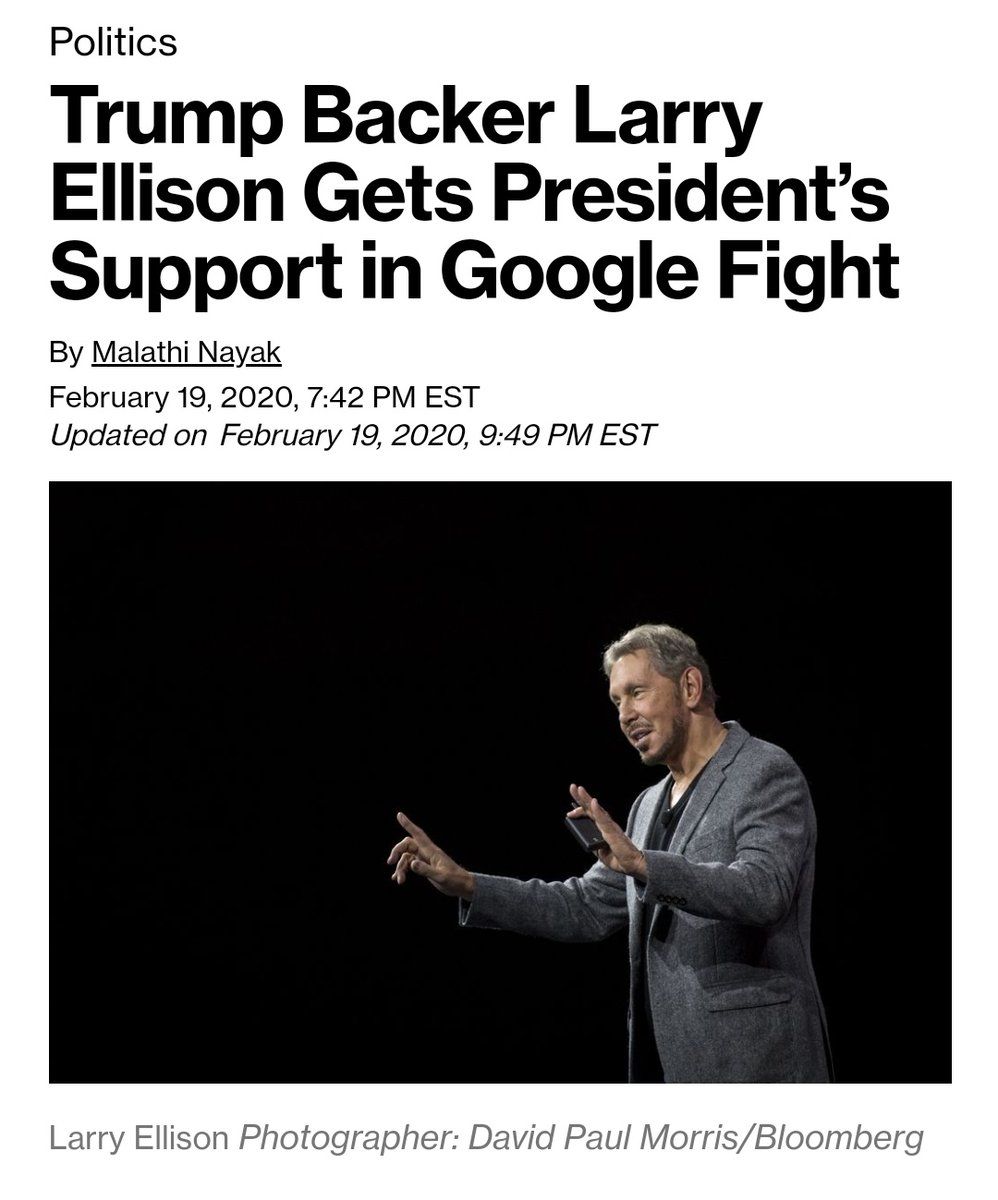 Politics
Trump Backer Larry
Ellison Gets President’s
Support in Google Fight
By Malathi Nayak
February 19, 2020, 7:42 PM EST
Updated on February 19, 2020, 9:49 PM EST
Larry Ellison Photographer: David Paul Morris/Bloomberg